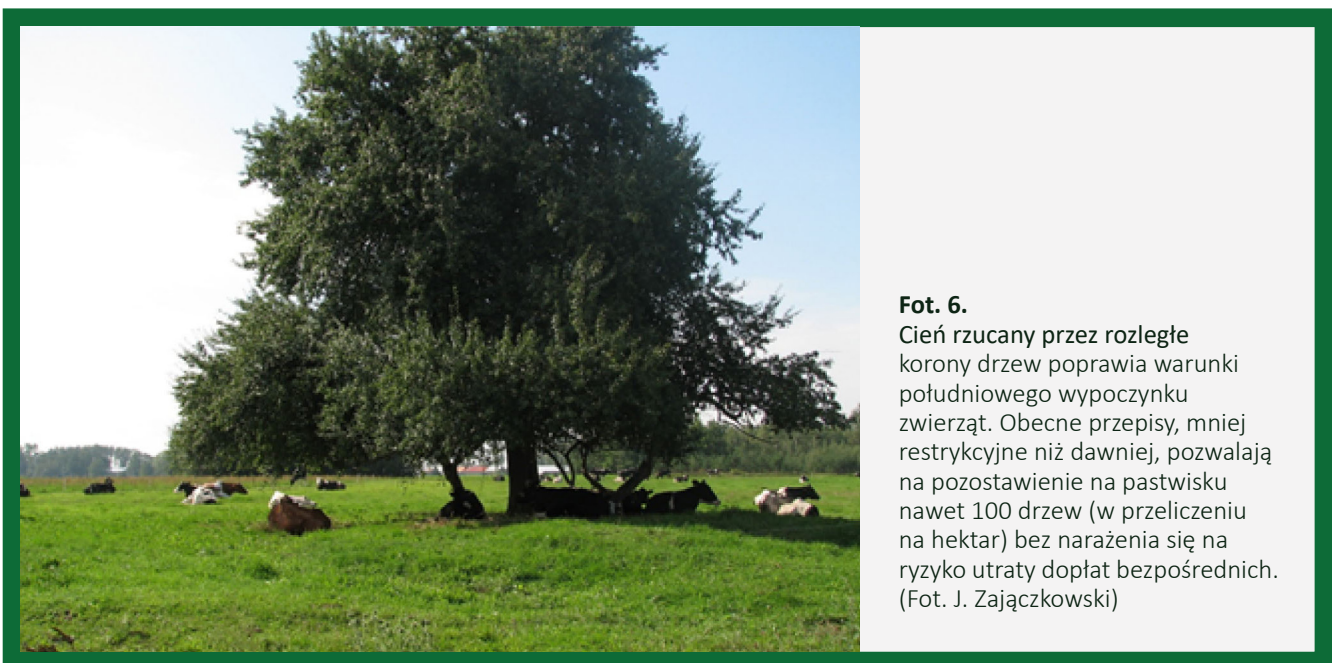 Fot. 6.
Cień rzucany przez rozległe
korony drzew poprawia warunki
południowego wypoczynku
zwierząt. Obecne przepisy, mniej
restrykcyjne niż dawniej, pozwalają
na pozostawienie na pastwisku
nawet 100 drzew (w przeliczeniu
na hektar) bez narażenia się na
ryzyko utraty dopłat bezpośrednich.
(Fot. J. Zajączkowski)